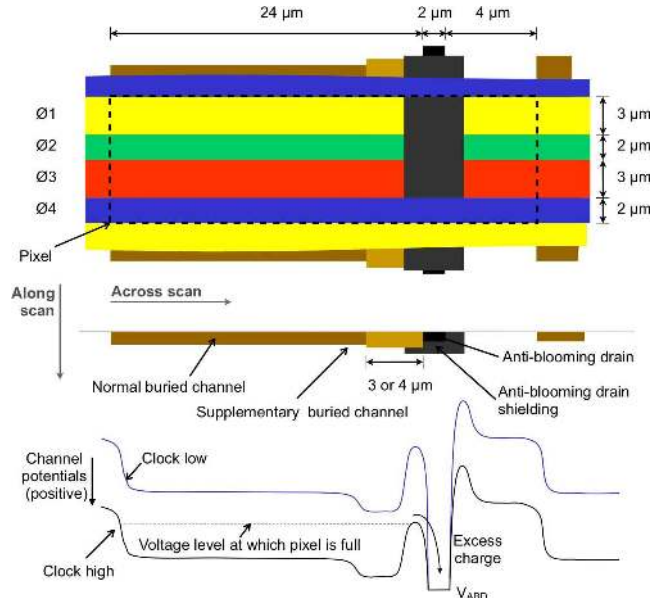 24 µm
2 µm
4 µm
Ø1
Ø2
Ø3
Ø4
3 µm
2 µm
3 µm
2 µm
Pixel
Along
scan
Across scan
Normal buried channel
Supplementary buried channel
3 or 4 µm
Anti-blooming drain
Anti-blooming drain
shielding
Channel
potentials
(positive)
Clock low
Voltage level at which pixel is full
Clock high
Excess
charge
VABD